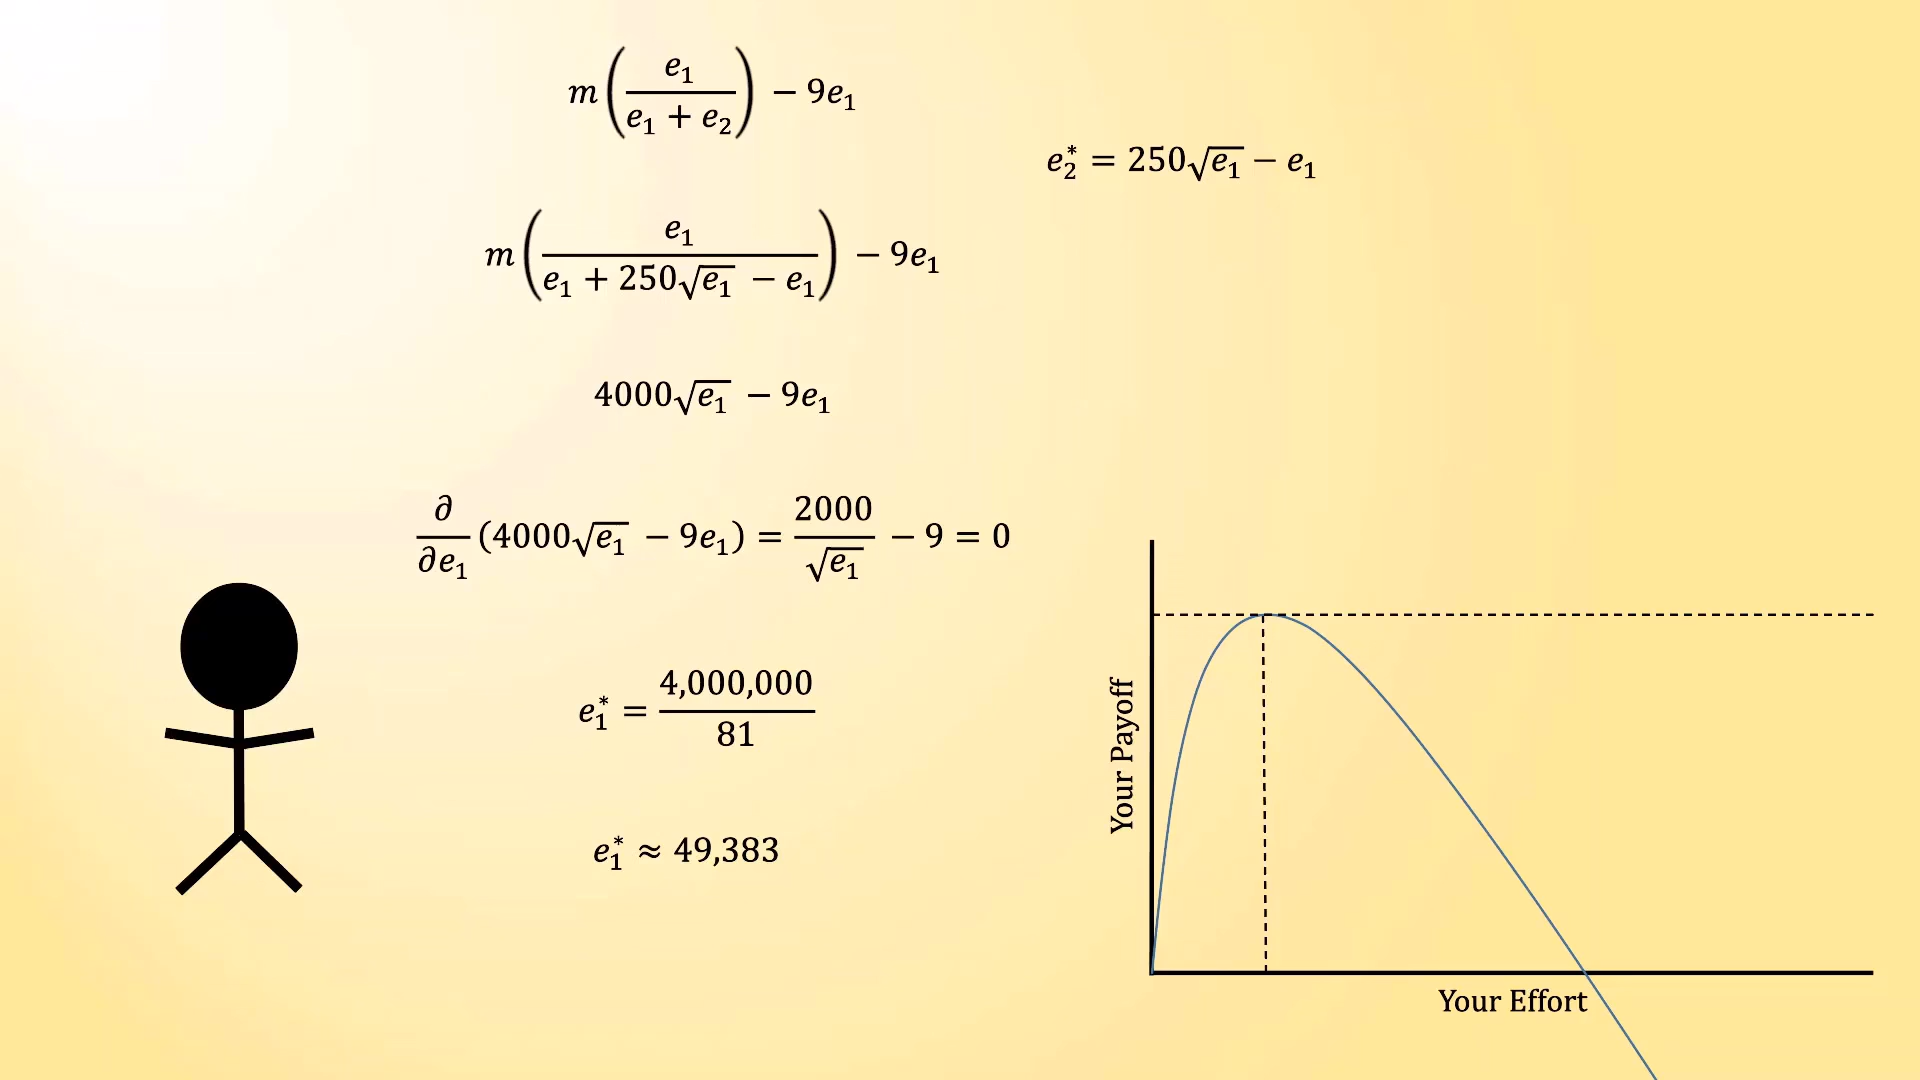 m(e₁/(e₁ + e₂)) − 9e₁
e₂* = 250√e₁ − e₁
m(e₁/(e₁ + 250√e₁ − e₁)) − 9e₁
4000√e₁ − 9e₁
∂/∂e₁ (4000√e₁ − 9e₁) = 2000/√e₁ − 9 = 0
e₁* = 4,000,000/81
e₁* ≈ 49,383
Your Payoff
Your Effort